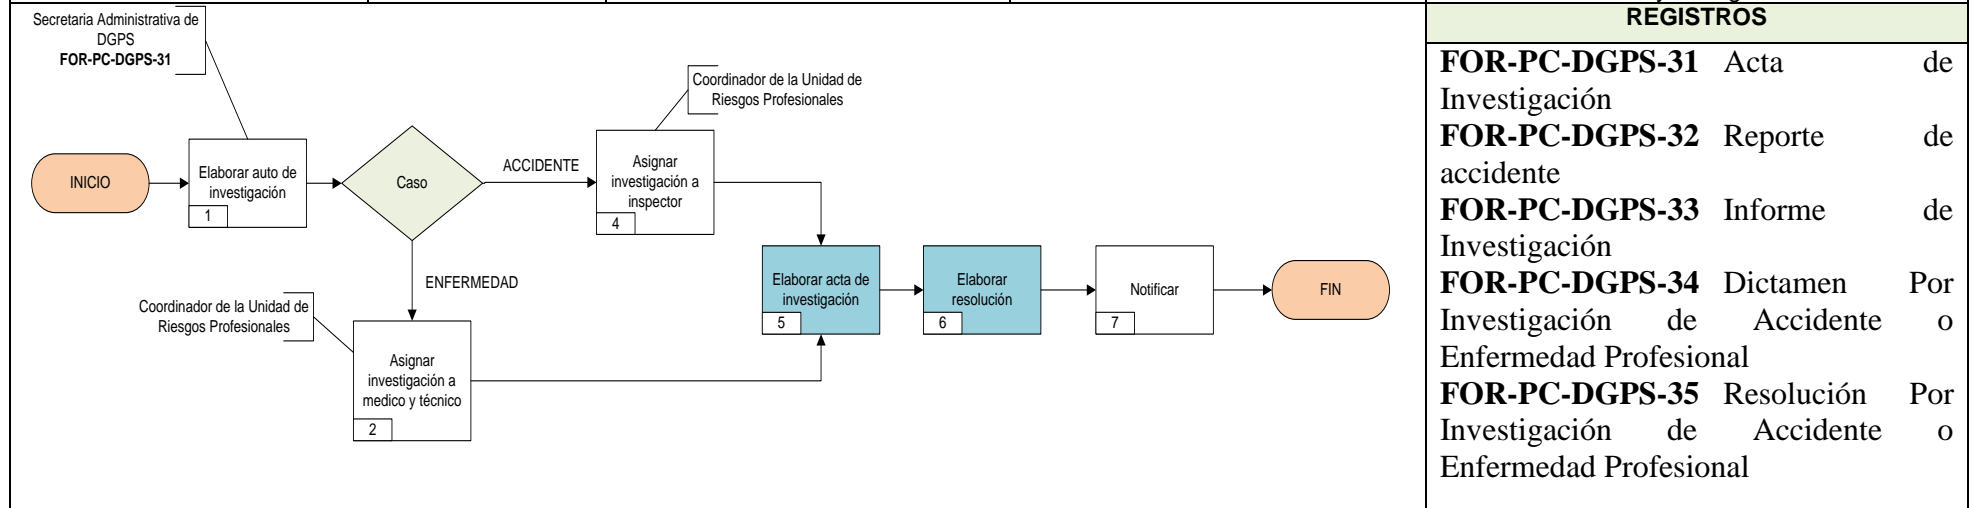 Secretaria Administrativa de
DGPS
FOR-PC-DGPS-31
Coordinador de la Unidad de
Riesgos Profesionales
INICIO
Elaborar auto de
investigación
1
Caso
ACCIDENTE
Asignar
investigación a
inspector
4
ENFERMEDAD
Coordinador de la Unidad de
Riesgos Profesionales
Asignar
investigación a
medico y técnico
2
Elaborar acta de
investigación
5
Elaborar
resolución
6
Notificar
7
FIN
REGISTROS
FOR-PC-DGPS-31 Acta de
Investigación
FOR-PC-DGPS-32 Reporte de
accidente
FOR-PC-DGPS-33 Informe de
Investigación
FOR-PC-DGPS-34 Dictamen Por
Investigación de Accidente o
Enfermedad Profesional
FOR-PC-DGPS-35 Resolución Por
Investigación de Accidente o
Enfermedad Profesional